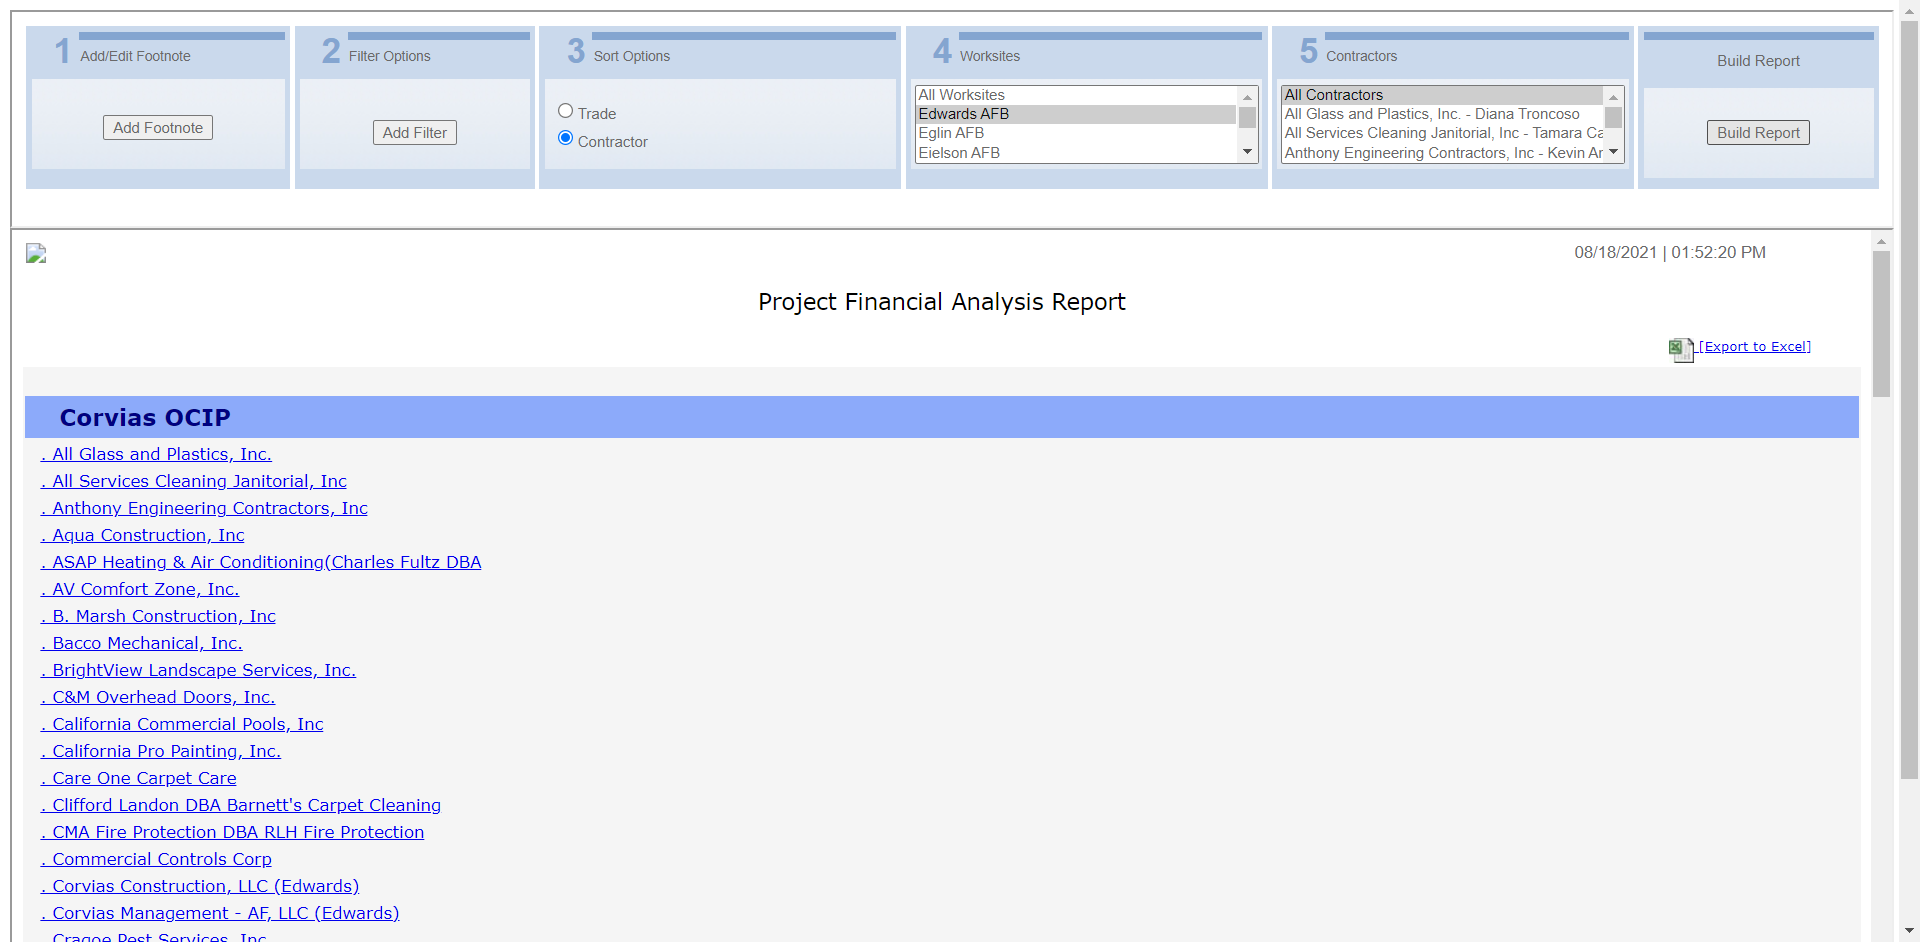 1 Add/Edit Footnote
Add Footnote
2 Filter Options
Add Filter
3 Sort Options
Trade
Contractor
4 Worksites
All Worksites
Edwards AFB
Eglin AFB
Eielson AFB
5 Contractors
All Contractors
All Glass and Plastics, Inc. - Diana Troncoso
All Services Cleaning Janitorial, Inc - Tamara Ca
Anthony Engineering Contractors, Inc - Kevin Ar
Build Report
Build Report
08/18/2021 | 01:52:20 PM
Project Financial Analysis Report
[Export to Excel]
Corvias OCIP
. All Glass and Plastics, Inc.
. All Services Cleaning Janitorial, Inc
. Anthony Engineering Contractors, Inc
. Aqua Construction, Inc
. ASAP Heating & Air Conditioning(Charles Fultz DBA
. AV Comfort Zone, Inc.
. B. Marsh Construction, Inc
. Bacco Mechanical, Inc.
. BrightView Landscape Services, Inc.
. C&M Overhead Doors, Inc.
. California Commercial Pools, Inc
. California Pro Painting, Inc.
. Care One Carpet Care
. Clifford Landon DBA Barnett's Carpet Cleaning
. CMA Fire Protection DBA RLH Fire Protection
. Commercial Controls Corp
. Corvias Construction, LLC (Edwards)
. Corvias Management - AF, LLC (Edwards)
. Cragoe Pest Services, Inc